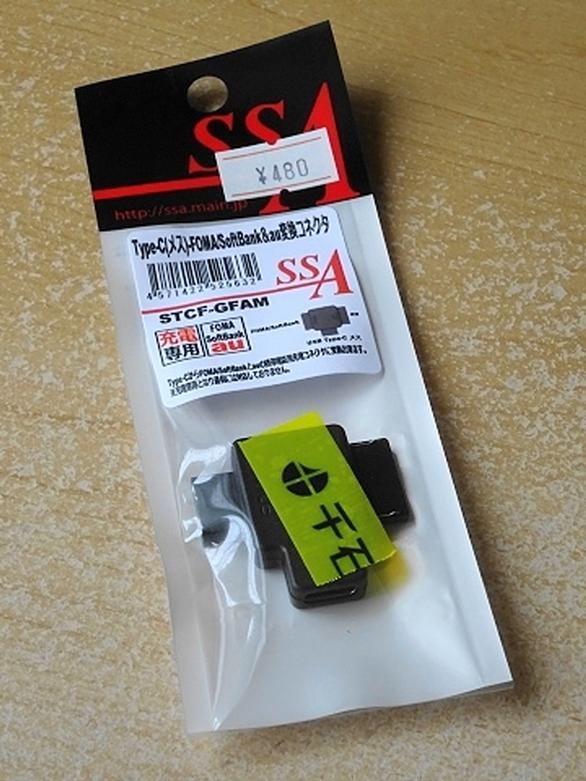 SSA
¥480
http://ssa.main.jp
Type-C(メス)-FOMA/SoftBank&au変換コネクタ
4571422525632
SSA
STCF-GFAM
充電
専用
FOMA
SoftBank
au
FOMA/SoftBank
au
USB Type-C メス
千石